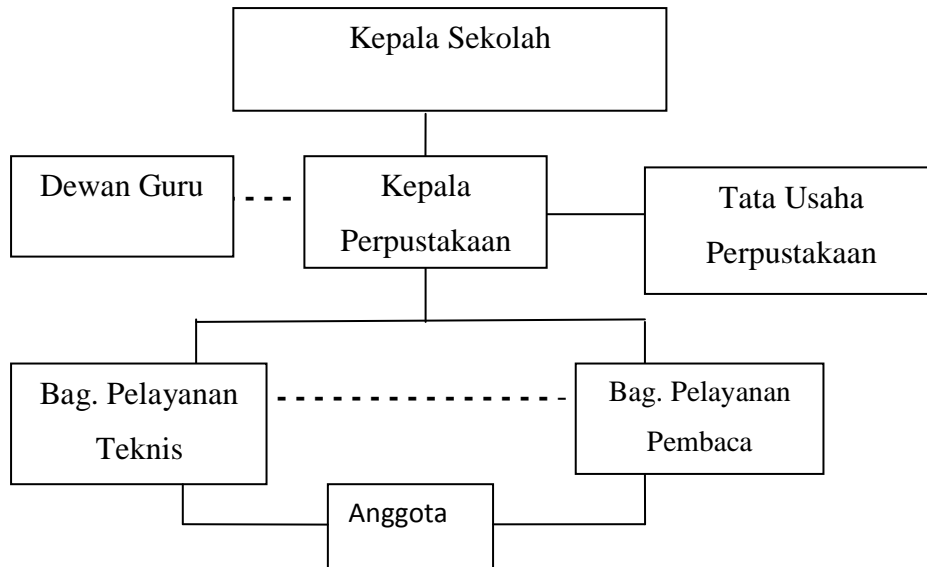 Kepala Sekolah
Dewan Guru
Kepala
Perpustakaan
Tata Usaha
Perpustakaan
Bag. Pelayanan
Teknis
Bag. Pelayanan
Pembaca
Anggota